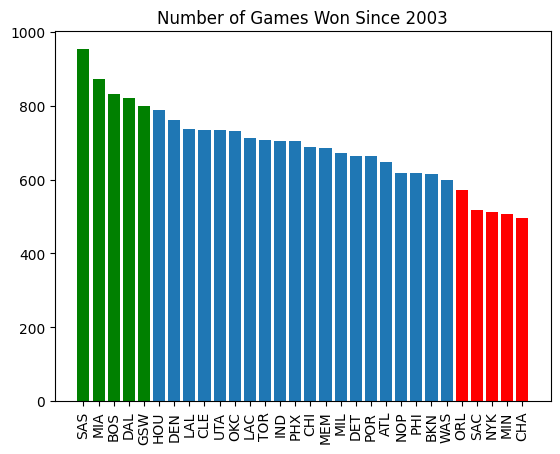 Number of Games Won Since 2003
1000
800
600
400
200
0
SAS
MIA
BOS
DAL
GSW
HOU
DEN
LAL
CLE
UTA
OKC
LAC
TOR
IND
PHX
CHI
MEM
MIL
DET
POR
ATL
NOP
PHI
BKN
WAS
ORL
SAC
NYK
MIN
CHA